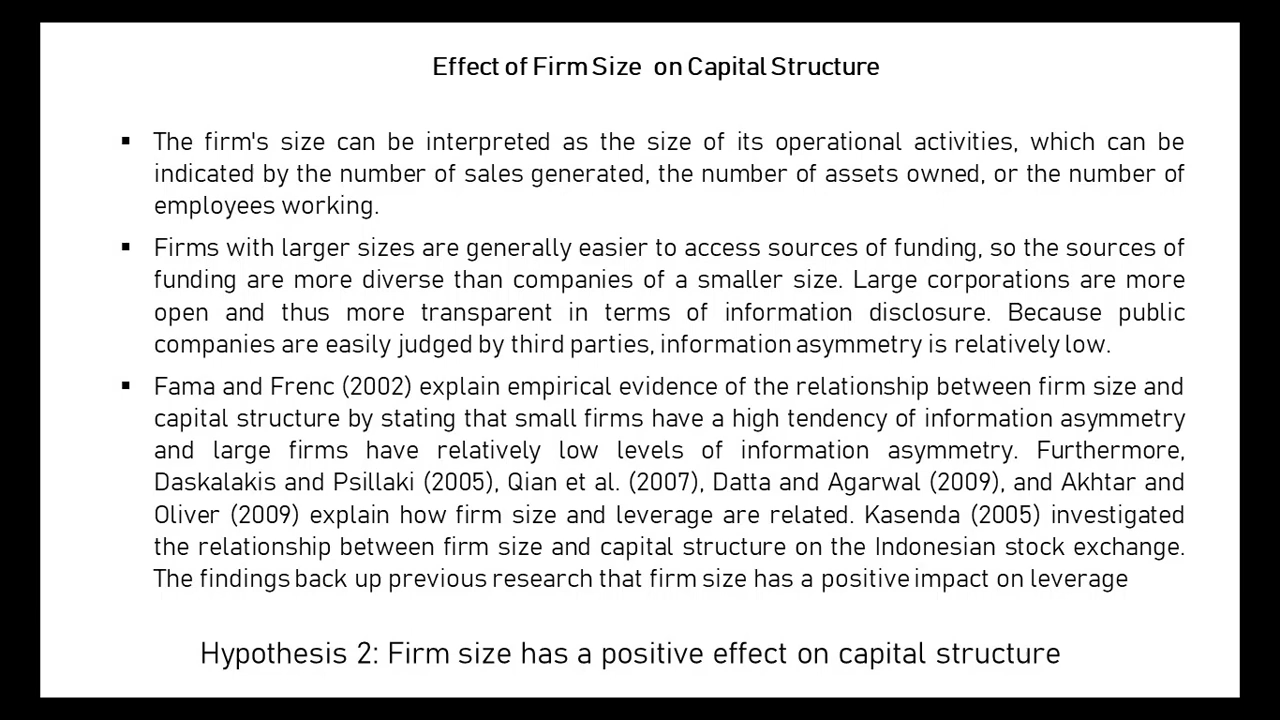 Effect of Firm Size on Capital Structure
▪ The firm's size can be interpreted as the size of its operational activities, which can be
indicated by the number of sales generated, the number of assets owned, or the number of
employees working.
▪ Firms with larger sizes are generally easier to access sources of funding, so the sources of
funding are more diverse than companies of a smaller size. Large corporations are more
open and thus more transparent in terms of information disclosure. Because public
companies are easily judged by third parties, information asymmetry is relatively low.
▪ Fama and Frenc (2002) explain empirical evidence of the relationship between firm size and
capital structure by stating that small firms have a high tendency of information asymmetry
and large firms have relatively low levels of information asymmetry. Furthermore,
Daskalakis and Psillaki (2005), Qian et al. (2007), Datta and Agarwal (2009), and Akhtar and
Oliver (2009) explain how firm size and leverage are related. Kasenda (2005) investigated
the relationship between firm size and capital structure on the Indonesian stock exchange.
The findings back up previous research that firm size has a positive impact on leverage
Hypothesis 2: Firm size has a positive effect on capital structure